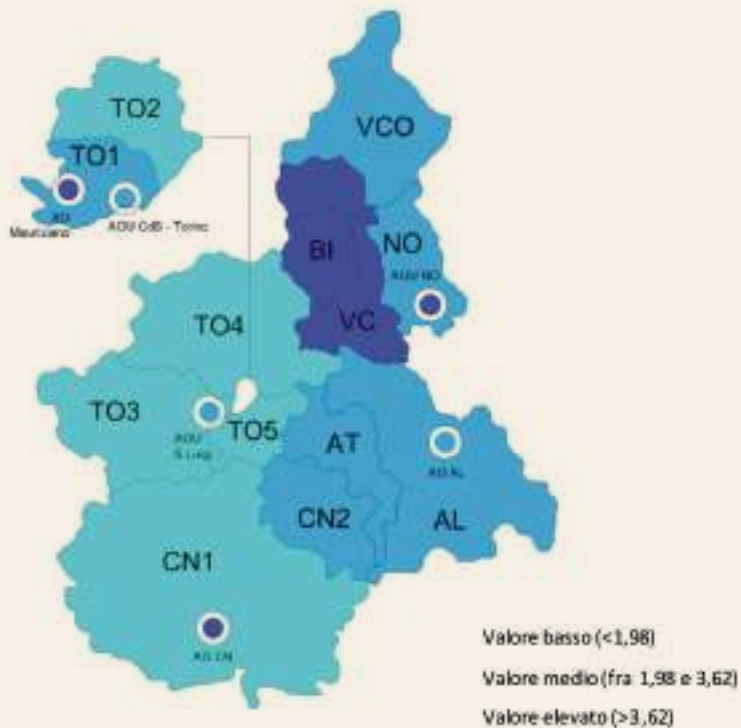 TO2
VCO
TO1
AO
Mauriziano
AOU CdS - Torino
BI
NO
AOU NO
VC
TO4
TO3
AOU
S.Luigi
TO5
AT
AO AL
CN2
AL
CN1
AO CN
Valore basso (<1,98)
Valore medio (fra 1,98 e 3,62)
Valore elevato (>3,62)